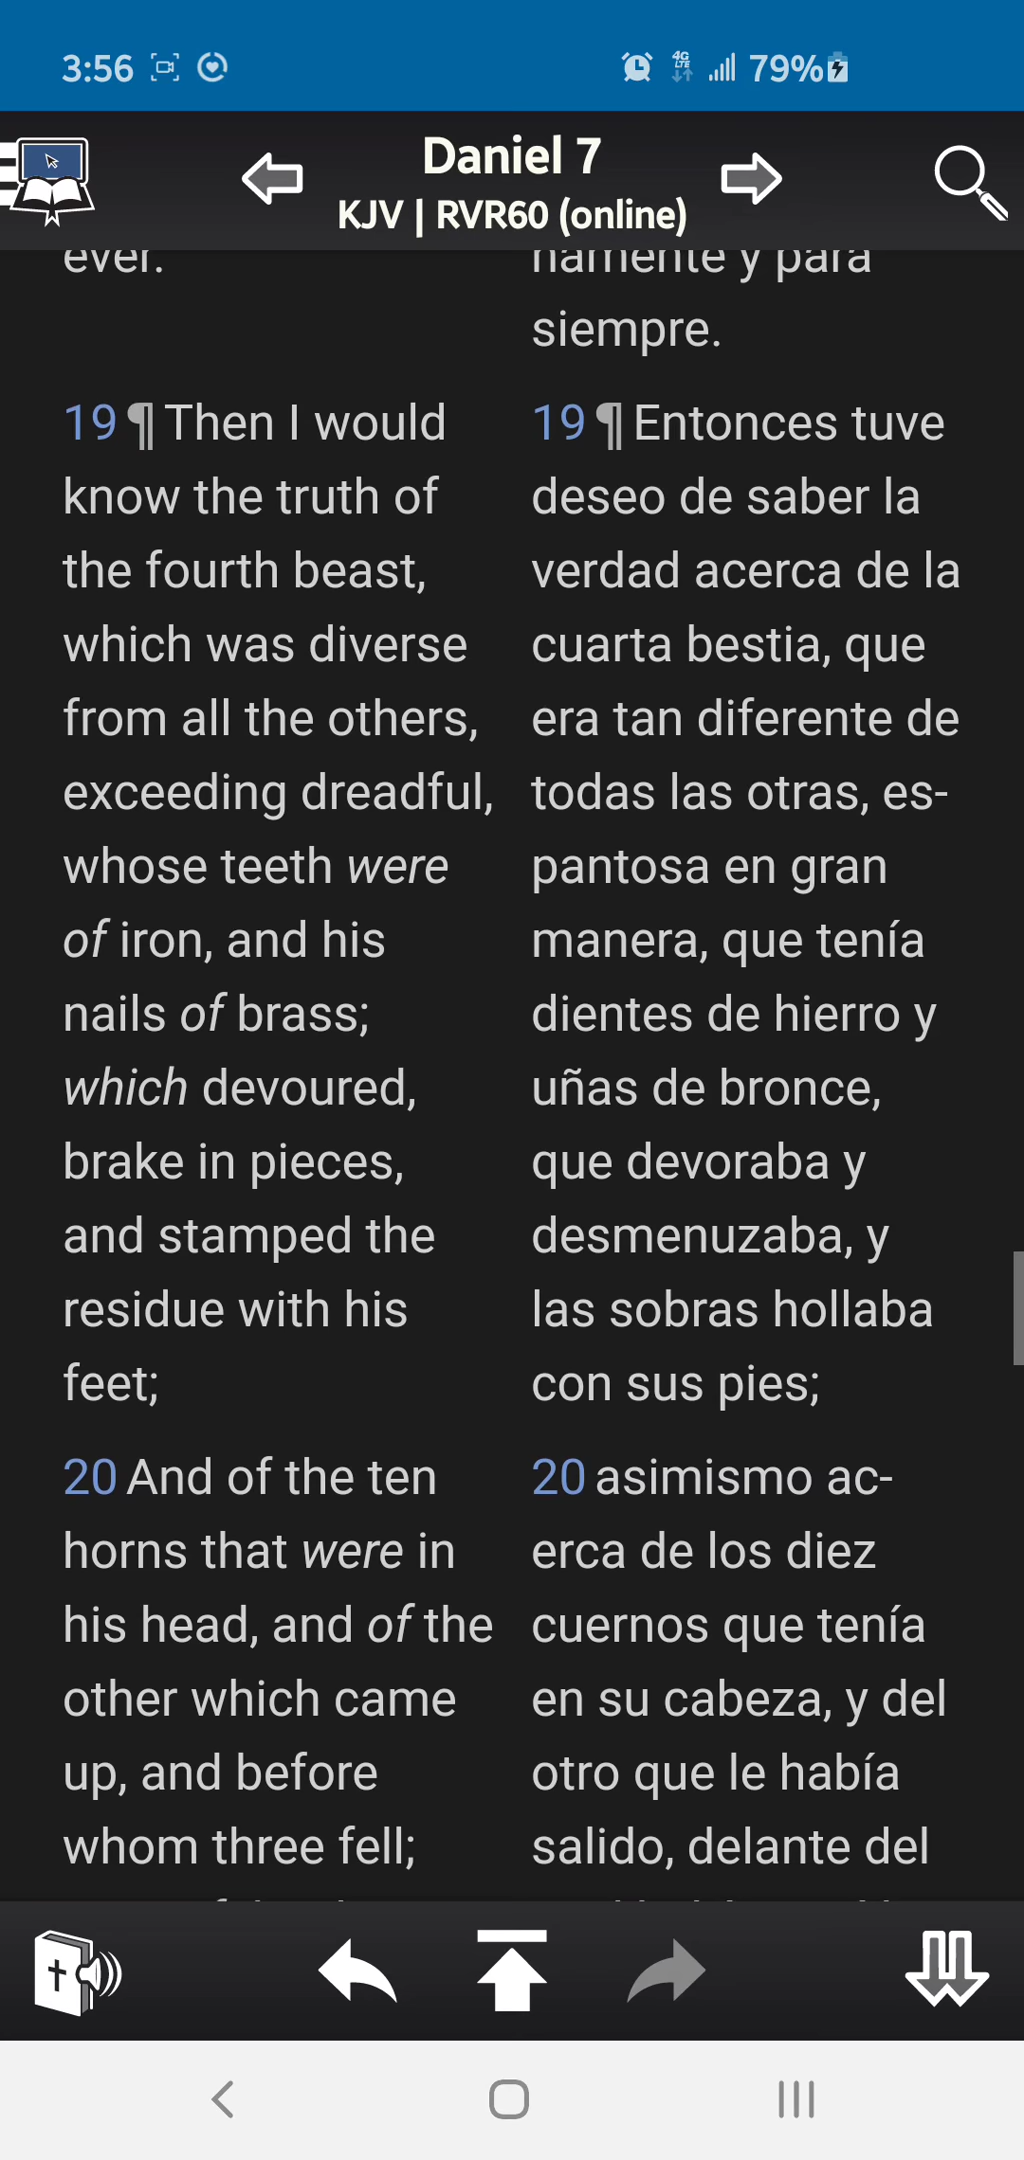 3:56
4G LTE
79%
Daniel 7
KJV | RVR60 (online)
ever.
namente y para
siempre.
19 ¶ Then I would
know the truth of
the fourth beast,
which was diverse
from all the others,
exceeding dreadful,
whose teeth were
of iron, and his
nails of brass;
which devoured,
brake in pieces,
and stamped the
residue with his
feet;
20 And of the ten
horns that were in
his head, and of the
other which came
up, and before
whom three fell;
19 ¶ Entonces tuve
deseo de saber la
verdad acerca de la
cuarta bestia, que
era tan diferente de
todas las otras, es-
pantosa en gran
manera, que tenía
dientes de hierro y
uñas de bronce,
que devoraba y
desmenuzaba, y
las sobras hollaba
con sus pies;
20 asimismo ac-
erca de los diez
cuernos que tenía
en su cabeza, y del
otro que le había
salido, delante del